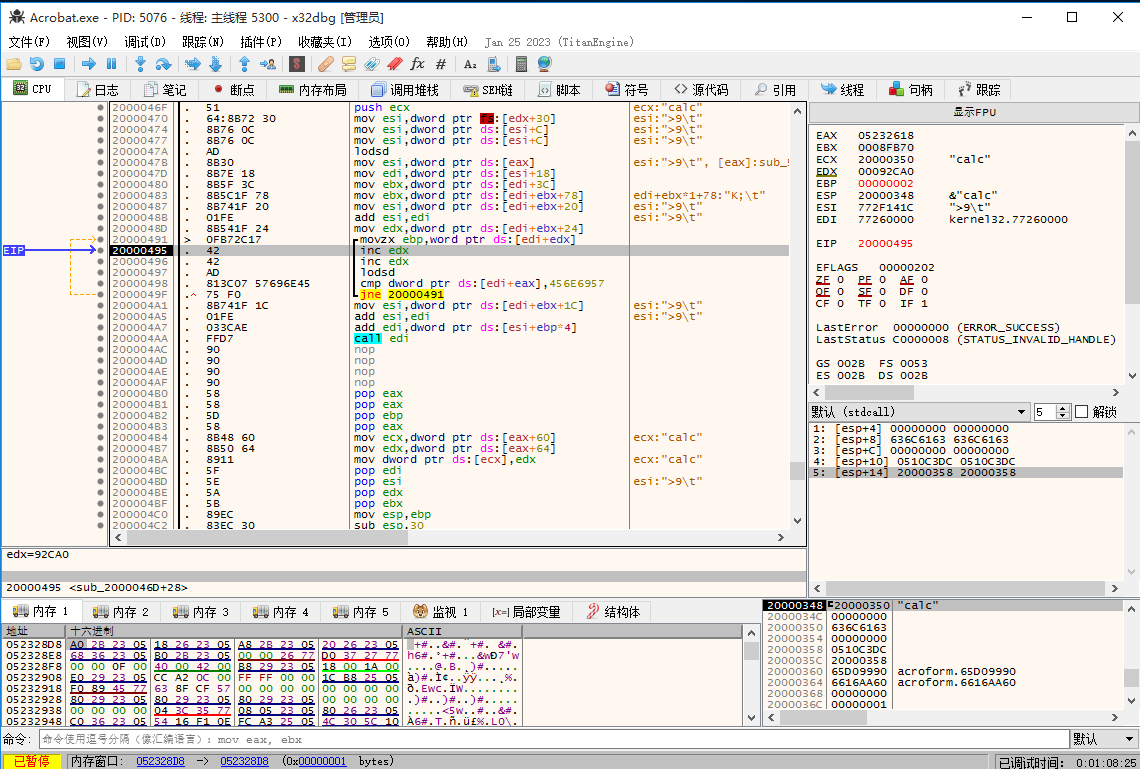 Acrobat.exe - PID: 5076 - 线程: 主线程 5300 - x32dbg [管理员]
文件(F) 视图(V) 调试(D) 跟踪(N) 插件(P) 收藏夹(I) 选项(O) 帮助(H) Jan 25 2023 (TitanEngine)
CPU 日志 笔记 断点 内存布局 调用堆栈 SEH链 脚本 符号 源代码 引用 线程 句柄 跟踪
2000046F . 51 push ecx ecx:"calc"
20000470 . 64:8B72 30 mov esi,dword ptr fs:[edx+30] esi:">9\t"
20000474 . 8B76 0C mov esi,dword ptr ds:[esi+C] esi:">9\t"
20000477 . 8B76 0C mov esi,dword ptr ds:[esi+C] esi:">9\t"
2000047A . AD lodsd
2000047B . 8B30 mov esi,dword ptr ds:[eax] esi:">9\t", [eax]:sub_
2000047D . 8B7E 18 mov edi,dword ptr ds:[esi+18]
20000480 . 8B5F 3C mov ebx,dword ptr ds:[edi+3C]
20000483 . 8B5C1F 78 mov ebx,dword ptr ds:[edi+ebx+78] edi+ebx*1+78:"K;\t"
20000487 . 8B741F 20 mov esi,dword ptr ds:[edi+ebx+20] esi:">9\t"
2000048B . 01FE add esi,edi esi:">9\t"
2000048D . 8B541F 24 mov edx,dword ptr ds:[edi+ebx+24]
20000491 > 0FB72C17 movzx ebp,word ptr ds:[edi+edx]
EIP 20000495 . 42 inc edx
20000496 . 42 inc edx
20000497 . AD lodsd
20000498 . 813C07 57696E45 cmp dword ptr ds:[edi+eax],456E6957
2000049F .^ 75 F0 jne 20000491
200004A1 . 8B741F 1C mov esi,dword ptr ds:[edi+ebx+1C] esi:">9\t"
200004A5 . 01FE add esi,edi esi:">9\t"
200004A7 . 033CAE add edi,dword ptr ds:[esi+ebp*4]
200004AA . FFD7 call edi
200004AC . 90 nop
200004AD . 90 nop
200004AE . 90 nop
200004AF . 90 nop
200004B0 . 58 pop eax
200004B1 . 58 pop eax
200004B2 . 5D pop ebp
200004B3 . 58 pop eax
200004B4 . 8B48 60 mov ecx,dword ptr ds:[eax+60] ecx:"calc"
200004B7 . 8B50 64 mov edx,dword ptr ds:[eax+64]
200004BA . 8911 mov dword ptr ds:[ecx],edx ecx:"calc"
200004BC . 5F pop edi
200004BD . 5E pop esi esi:">9\t"
200004BE . 5A pop edx
200004BF . 5B pop ebx
200004C0 . 89EC mov esp,ebp
200004C2 . 83EC 30 sub esp,30
edx=92CA0
20000495 <sub_2000046D+28>
显示FPU
EAX 05232618
EBX 0008FB70
ECX 20000350 "calc"
EDX 00092CA0
EBP 00000002
ESP 20000348 &"calc"
ESI 772F141C ">9\t"
EDI 77260000 kernel32.77260000
EIP 20000495
EFLAGS 00000202
ZF 0 PF 0 AF 0
OF 0 SF 0 DF 0
CF 0 TF 0 IF 1
LastError 00000000 (ERROR_SUCCESS)
LastStatus C0000008 (STATUS_INVALID_HANDLE)
GS 002B FS 0053
ES 002B DS 002B
默认 (stdcall) 5 解锁
1: [esp+4] 00000000 00000000
2: [esp+8] 636C6163 636C6163
3: [esp+C] 00000000 00000000
4: [esp+10] 0510C3DC 0510C3DC
5: [esp+14] 20000358 20000358
内存 1 内存 2 内存 3 内存 4 内存 5 监视 1 [x=] 局部变量 结构体
地址 十六进制 ASCII
052328D8 A0 2B 23 05 18 26 23 05 A8 2B 23 05 20 26 23 05
052328E8 68 36 23 05 B0 2B 23 05 00 00 26 77 D0 37 27 77
052328F8 00 00 0F 00 40 00 42 00 B8 29 23 05 18 00 1A 00
05232908 E0 29 23 05 CC A2 0C 00 FF FF 00 00 1C B8 25 05
05232918 F0 89 45 77 63 8F CF 57 00 00 00 00 00 00 00 00
05232928 80 29 23 05 80 29 23 05 80 29 23 05 00 00 00 00
05232938 00 00 00 00 04 3C 35 77 08 05 23 05 80 26 23 05
05232948 C0 36 23 05 54 16 F1 0E FC A3 25 05 4C 30 5C 10
20000348 20000350 "calc"
2000034C 00000000
20000350 636C6163
20000354 00000000
20000358 0510C3DC
2000035C 20000358
20000360 65D09990 acroform.65D09990
20000364 6616AA60 acroform.6616AA60
20000368 00000000
2000036C 00000001
命令: 命令使用逗号分隔（像汇编语言）: mov eax, ebx 默认
已暂停 内存窗口: 052328D8 -> 052328D8 (0x00000001 bytes) 已调试时间: 0:01:08:25